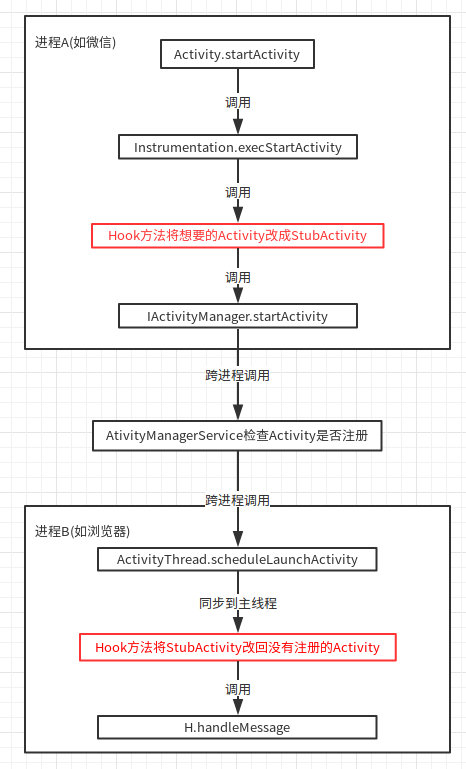 进程A(如微信)
Activity.startActivity
调用
Instrumentation.execStartActivity
调用
Hook方法将想要的Activity改成StubActivity
调用
IActivityManager.startActivity
跨进程调用
AtivityManagerService检查Activity是否注册
跨进程调用
进程B(如浏览器)
ActivityThread.scheduleLaunchActivity
同步到主线程
Hook方法将StubActivity改回没有注册的Activity
调用
H.handleMessage